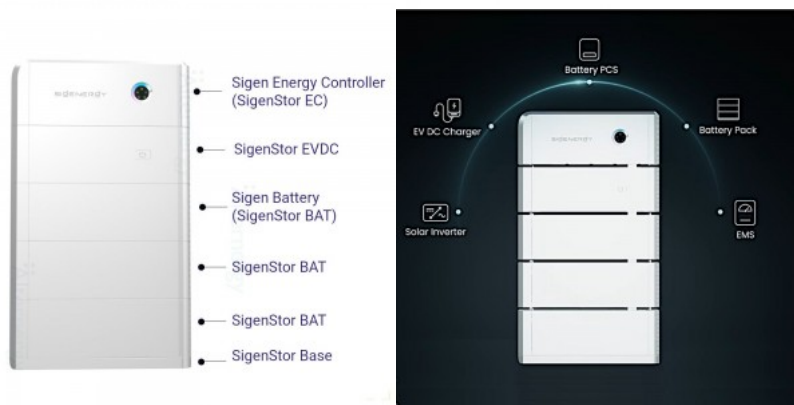 SIGENERGY
Sigen Energy Controller
(SigenStor EC)
SigenStor EVDC
Sigen Battery
(SigenStor BAT)
SigenStor BAT
SigenStor BAT
SigenStor Base
Battery PCS
EV DC Charger
Battery Pack
SIGENERGY
Solar Inverter
EMS